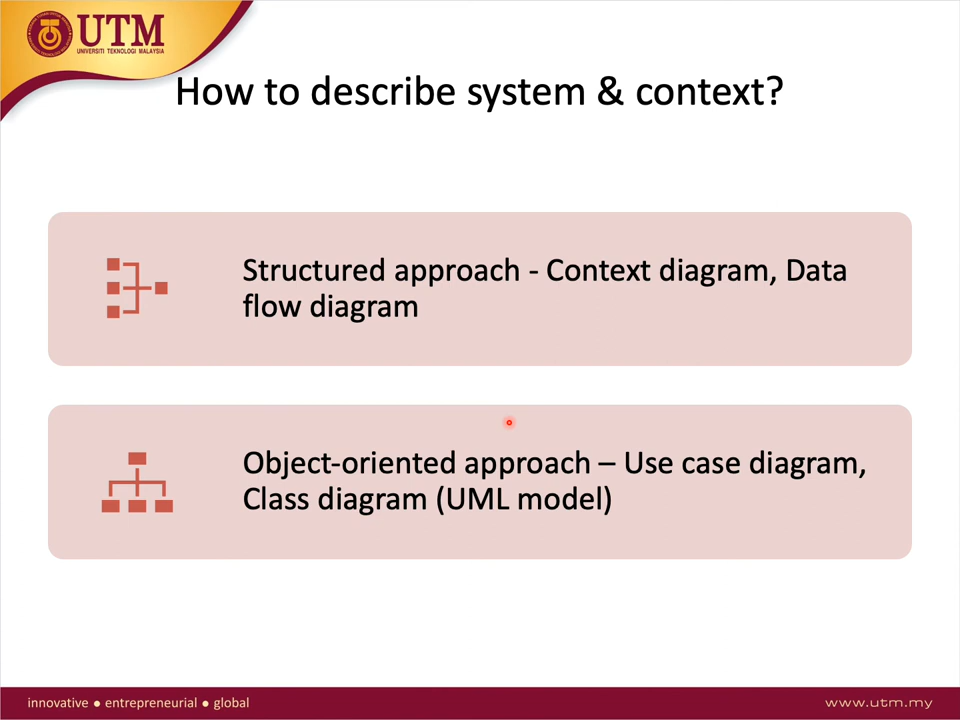 UTM
UNIVERSITI TEKNOLOGI MALAYSIA
How to describe system & context?
Structured approach - Context diagram, Data
flow diagram
Object-oriented approach – Use case diagram,
Class diagram (UML model)
innovative ● entrepreneurial ● global
www.utm.my